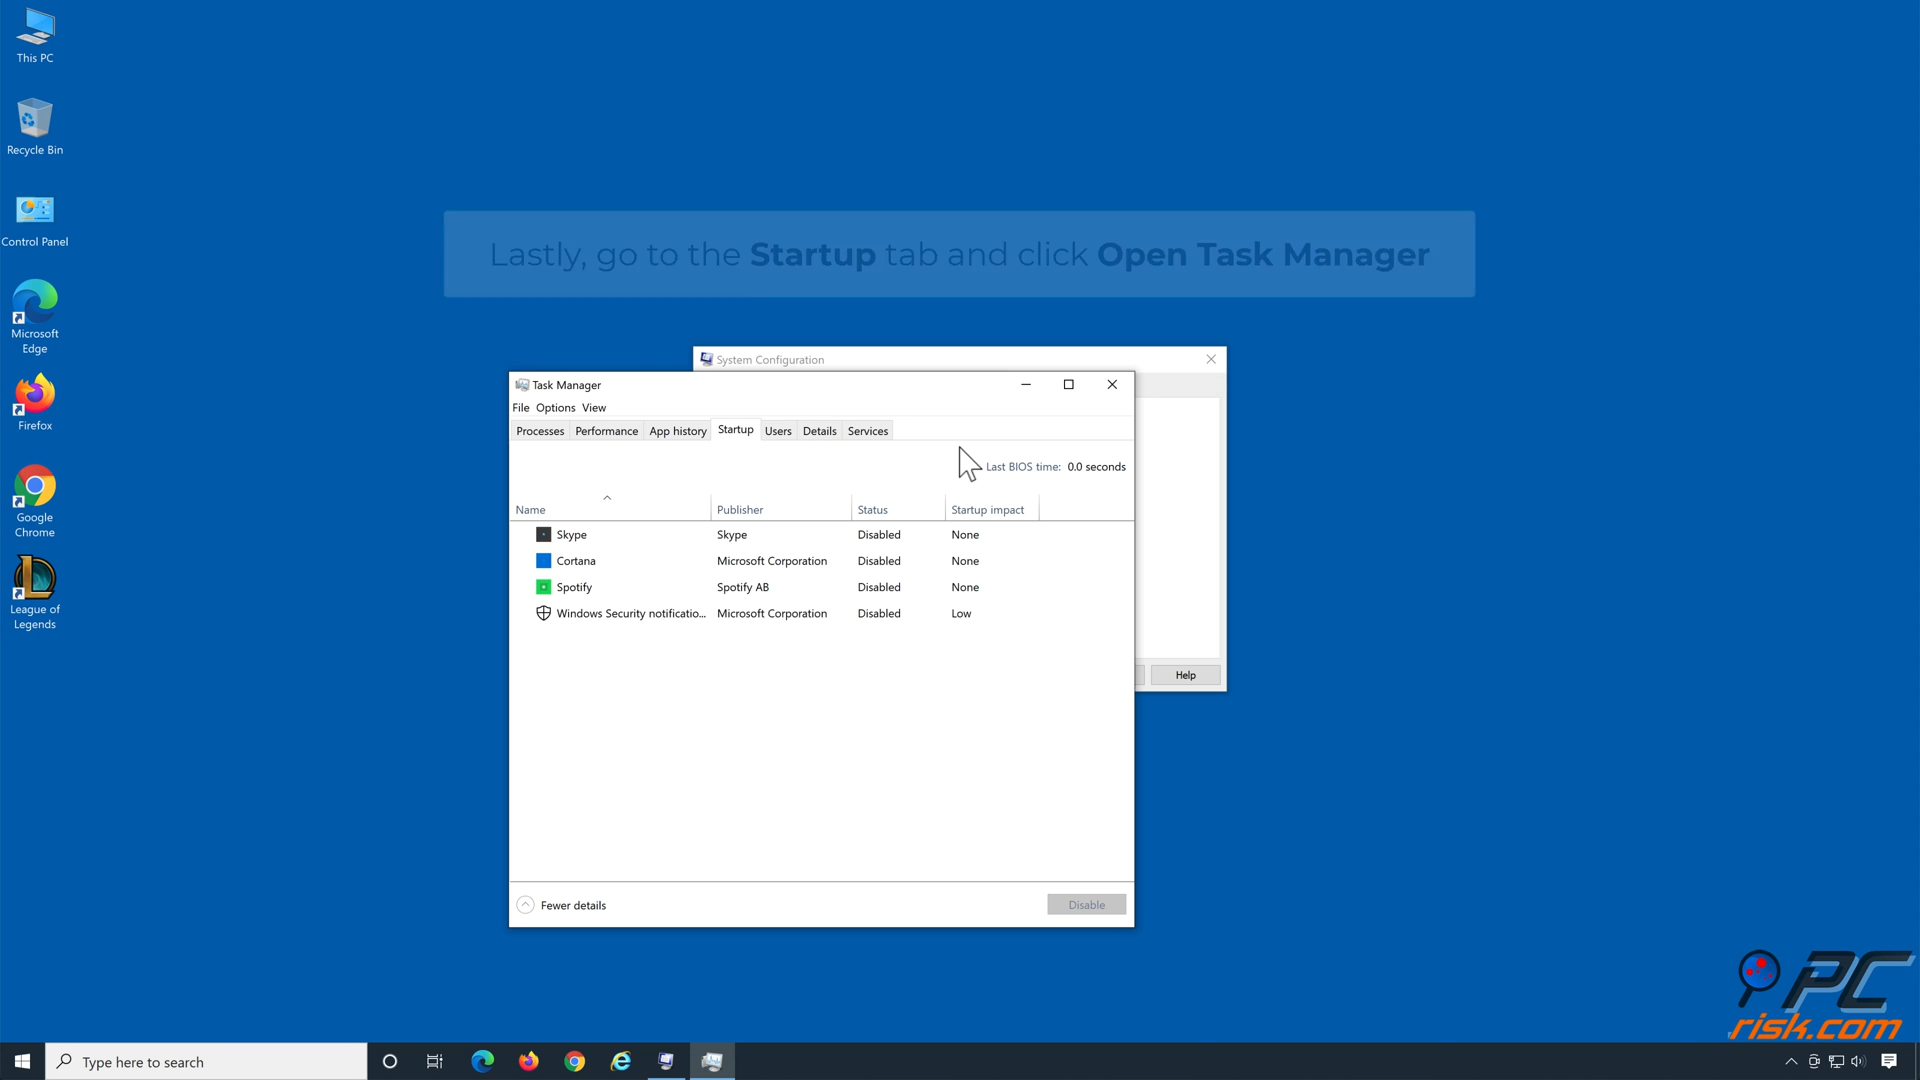 This PC
Recycle Bin
Control Panel
Microsoft
Edge
Firefox
Google
Chrome
League of
Legends
Lastly, go to the Startup tab and click Open Task Manager
System Configuration
Task Manager
File Options View
Processes Performance App history Startup Users Details Services
Last BIOS time: 0.0 seconds
Name Publisher Status Startup impact
Skype Skype Disabled None
Cortana Microsoft Corporation Disabled None
Spotify Spotify AB Disabled None
Windows Security notificatio... Microsoft Corporation Disabled Low
Help
Fewer details Disable
PC
risk.com
Type here to search